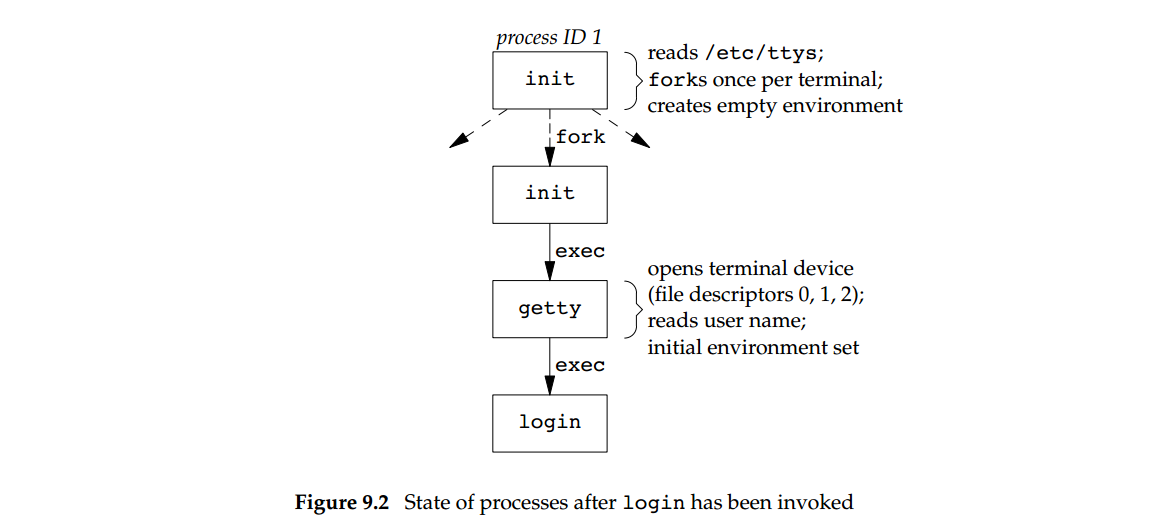 process ID 1
init
reads /etc/ttys;
forks once per terminal;
creates empty environment
fork
init
exec
getty
opens terminal device
(file descriptors 0, 1, 2);
reads user name;
initial environment set
exec
login
Figure 9.2 State of processes after login has been invoked